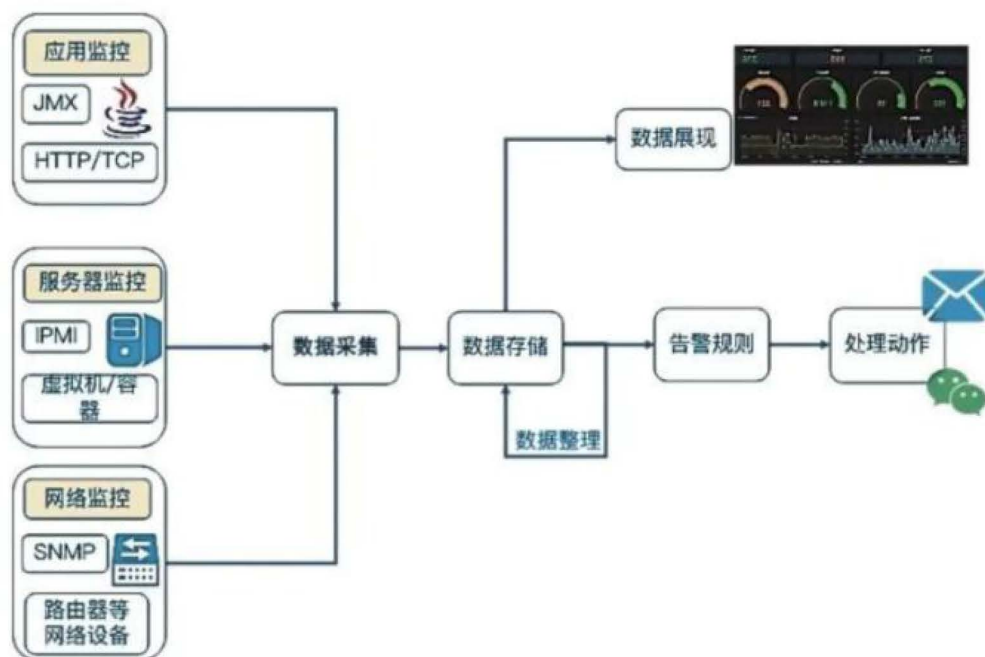 应用监控
JMX
HTTP/TCP
服务器监控
IPMI
虚拟机/容
器
网络监控
SNMP
路由器等
网络设备
数据采集
数据存储
数据整理
数据展现
告警规则
处理动作